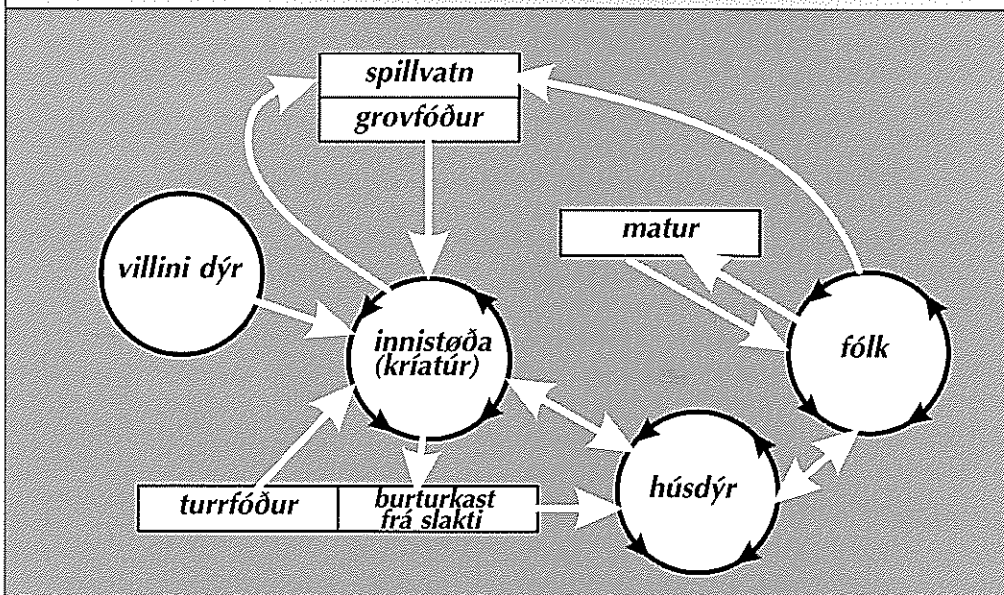 spillvatn
grovfóður
matur
villini dýr
innistøða
(kríatúr)
fólk
húsdýr
turrfóður
burturkast
frá slakti